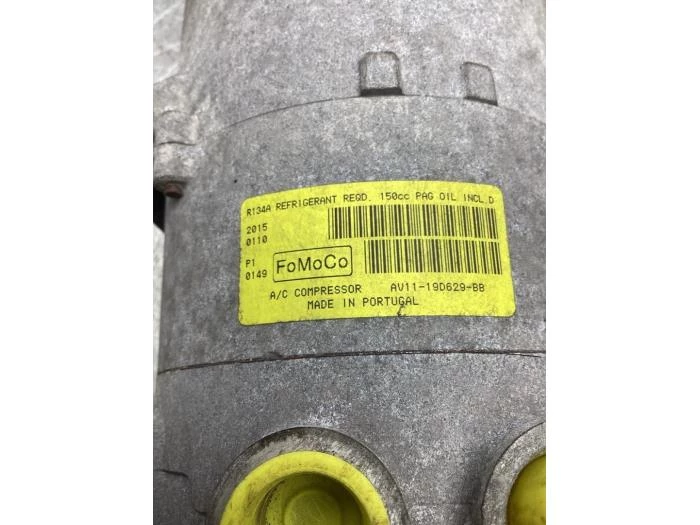 R134A REFRIGERANT REQD. 150cc PAG OIL INCL.D
2015
0110
P1
0149
FoMoCo
A/C COMPRESSOR AV11-19D629-BB
MADE IN PORTUGAL